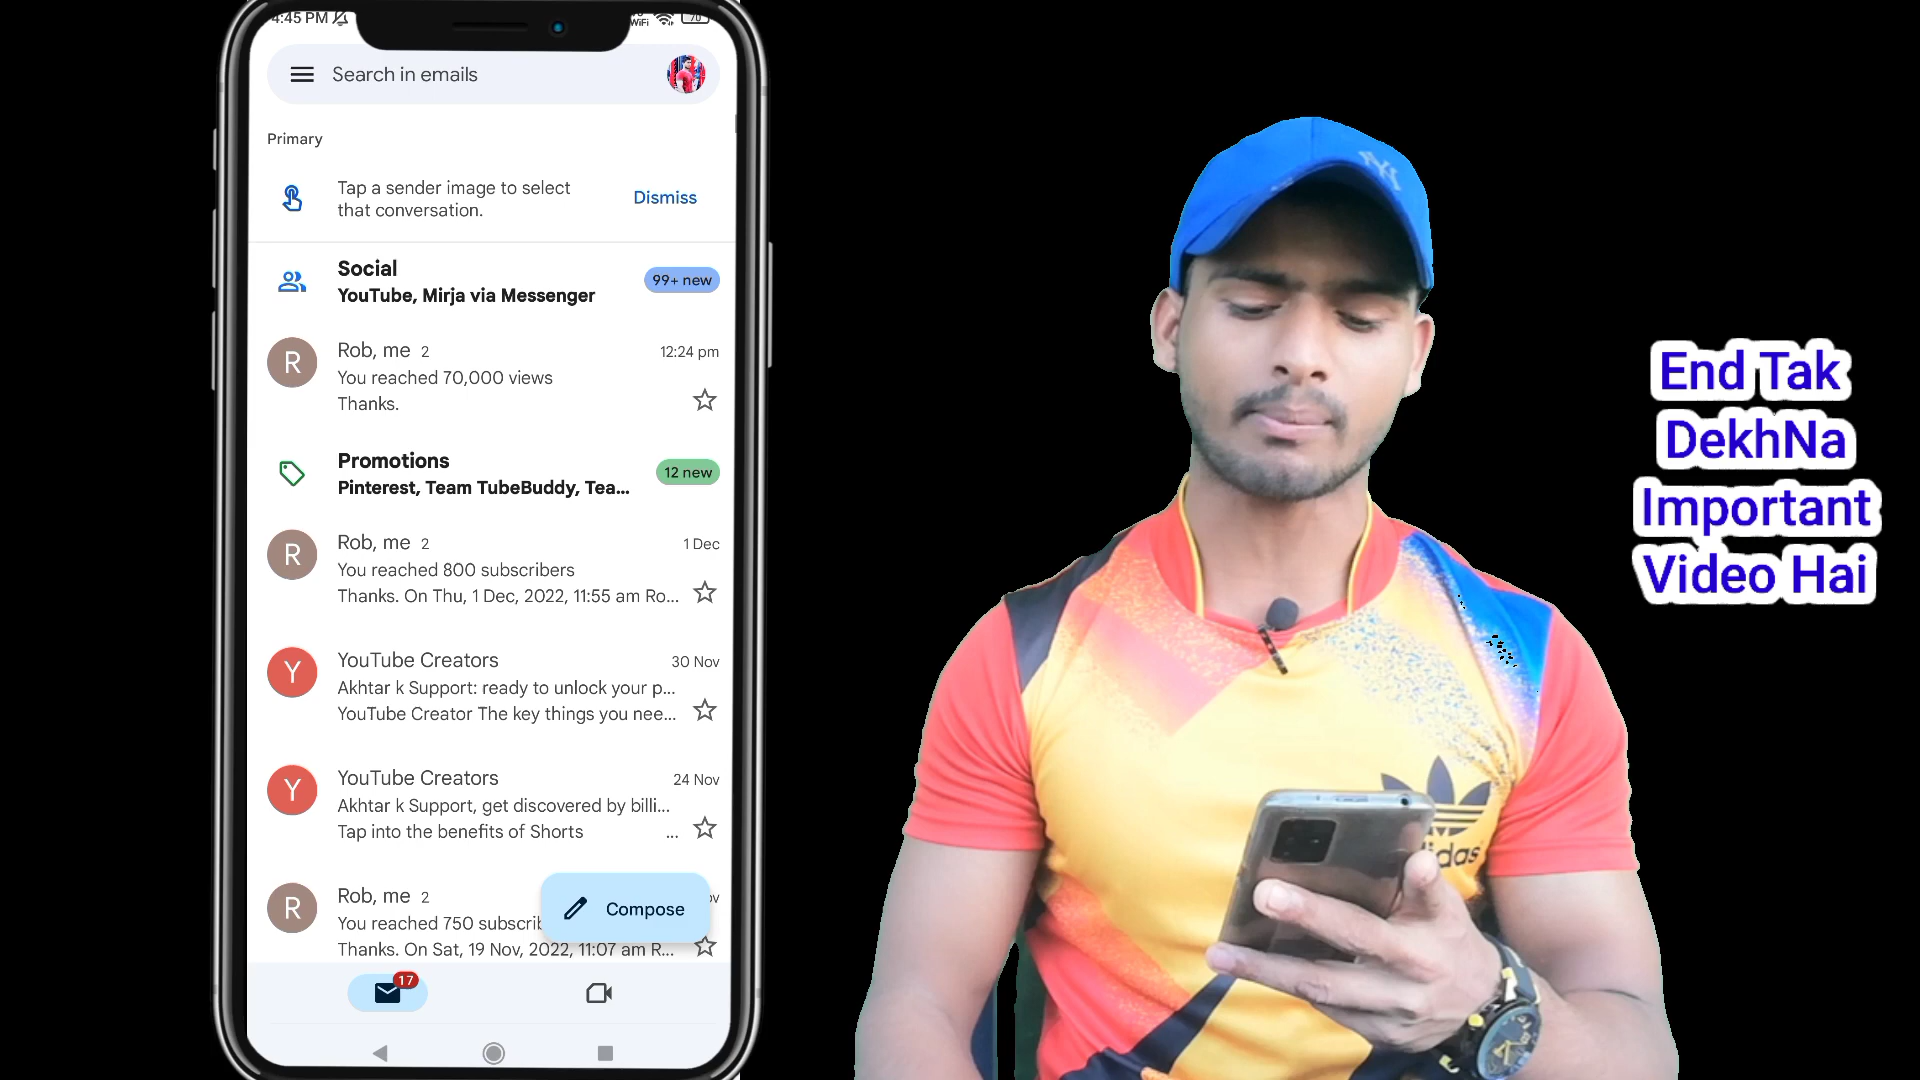 4:45 PM
WiFi
70
Search in emails
Primary
Tap a sender image to select
that conversation.
Dismiss
Social
99+ new
YouTube, Mirja via Messenger
R
Rob, me 2
12:24 pm
You reached 70,000 views
Thanks.
Promotions
12 new
Pinterest, Team TubeBuddy, Tea...
R
Rob, me 2
1 Dec
You reached 800 subscribers
Thanks. On Thu, 1 Dec, 2022, 11:55 am Ro...
Y
YouTube Creators
30 Nov
Akhtar k Support: ready to unlock your p...
YouTube Creator The key things you nee...
Y
YouTube Creators
24 Nov
Akhtar k Support, get discovered by billi...
Tap into the benefits of Shorts ...
R
Rob, me 2
You reached 750 subscrib
Thanks. On Sat, 19 Nov, 2022, 11:07 am R...
Compose
17
NY
End Tak
DekhNa
Important
Video Hai